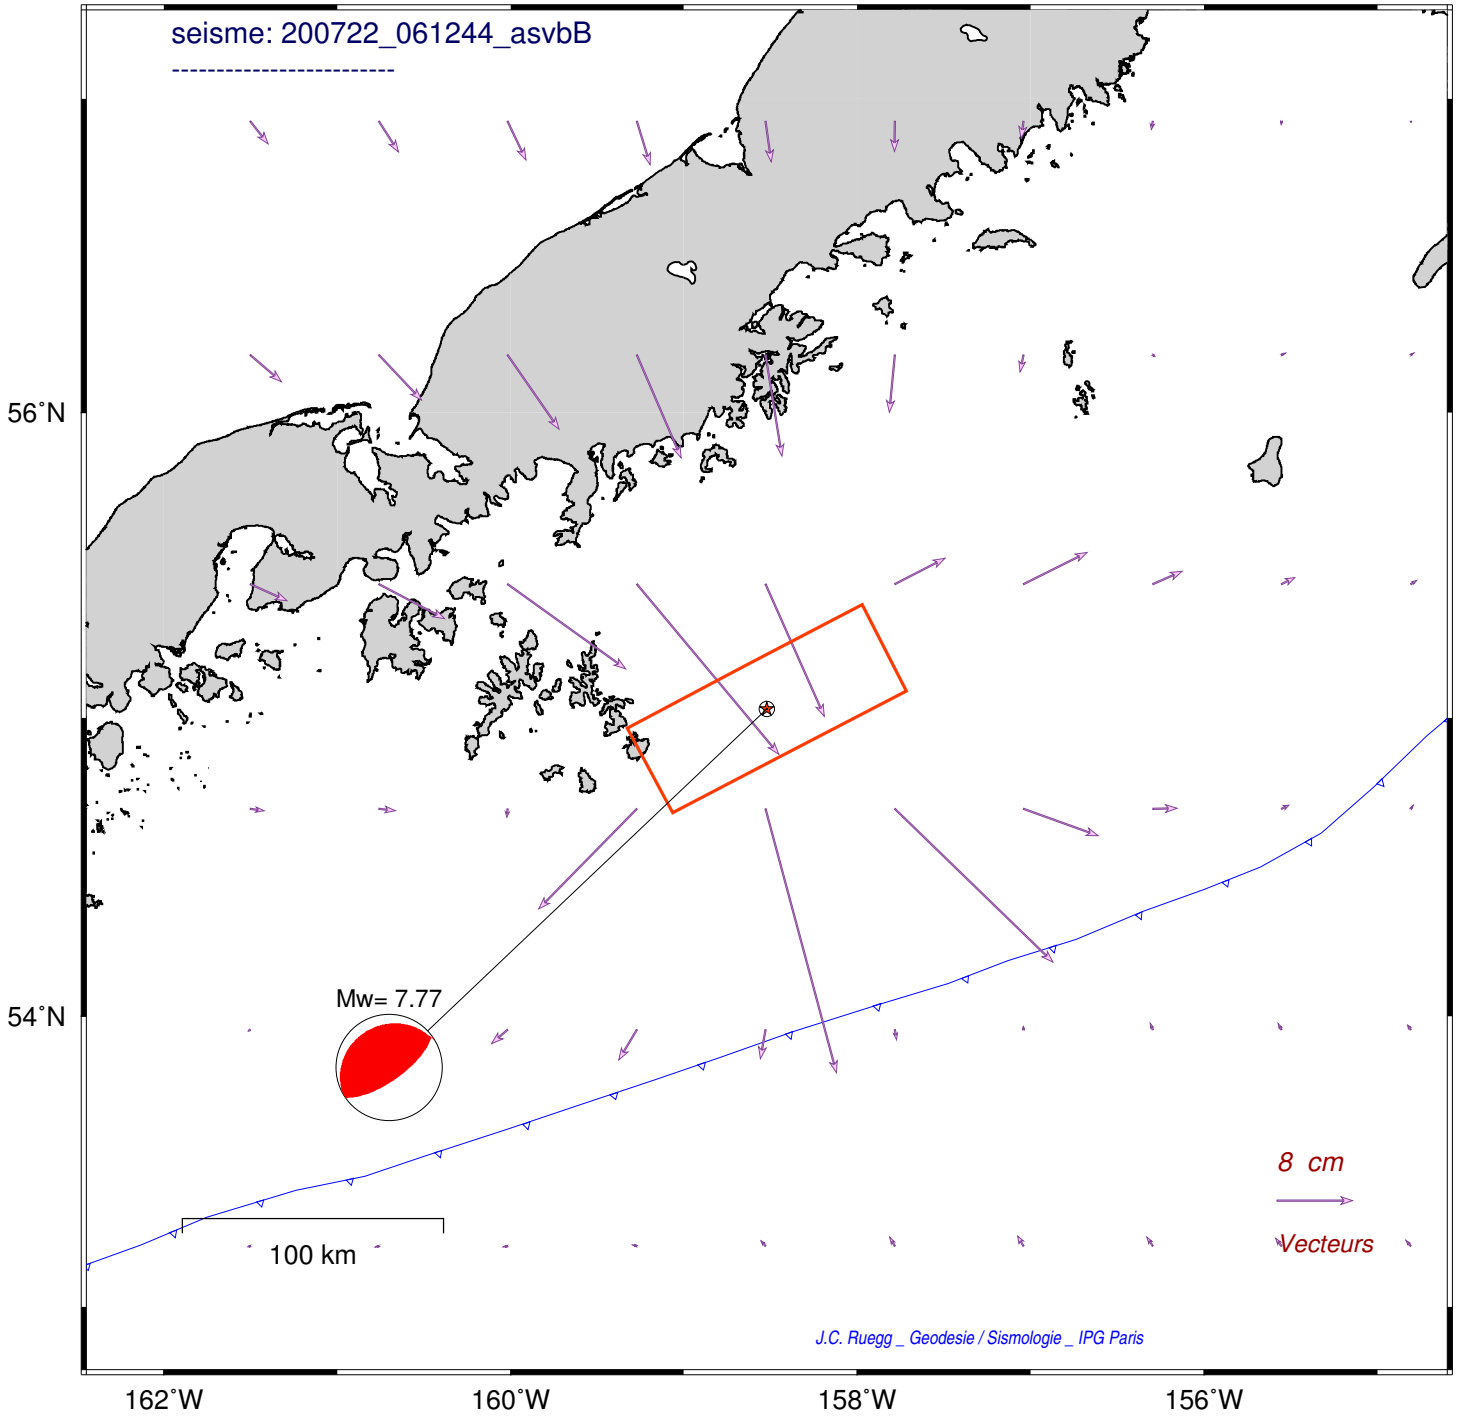 seisme: 200722_061244_asvbB
-------------------------
56°N
54°N
Mw= 7.77
8 cm
Vecteurs
100 km
J.C. Ruegg _ Geodesie / Sismologie _ IPG Paris
162°W
160°W
158°W
156°W